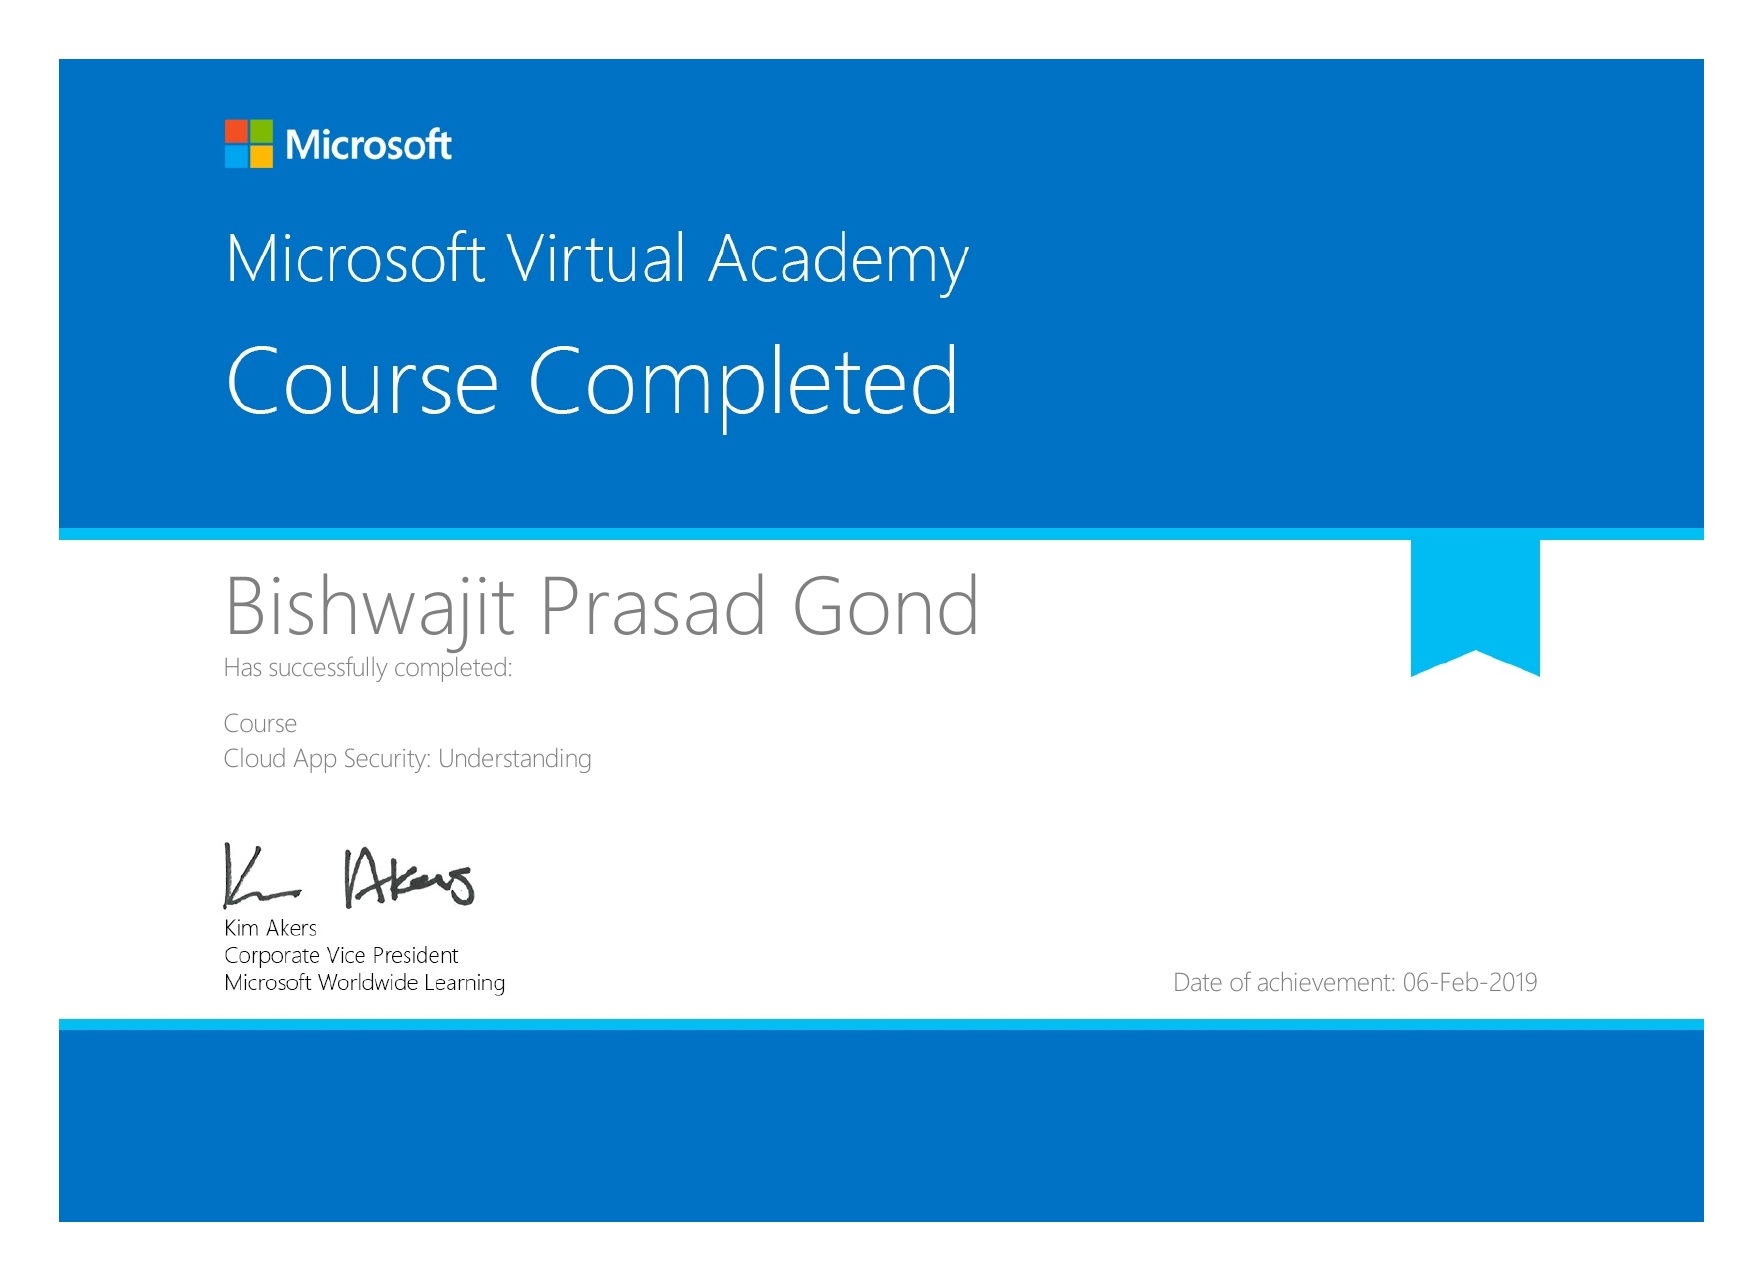 Microsoft
Microsoft Virtual Academy
Course Completed
Bishwajit Prasad Gond
Has successfully completed:
Course
Cloud App Security: Understanding
Kim Akers
Kim Akers
Corporate Vice President
Microsoft Worldwide Learning
Date of achievement: 06-Feb-2019